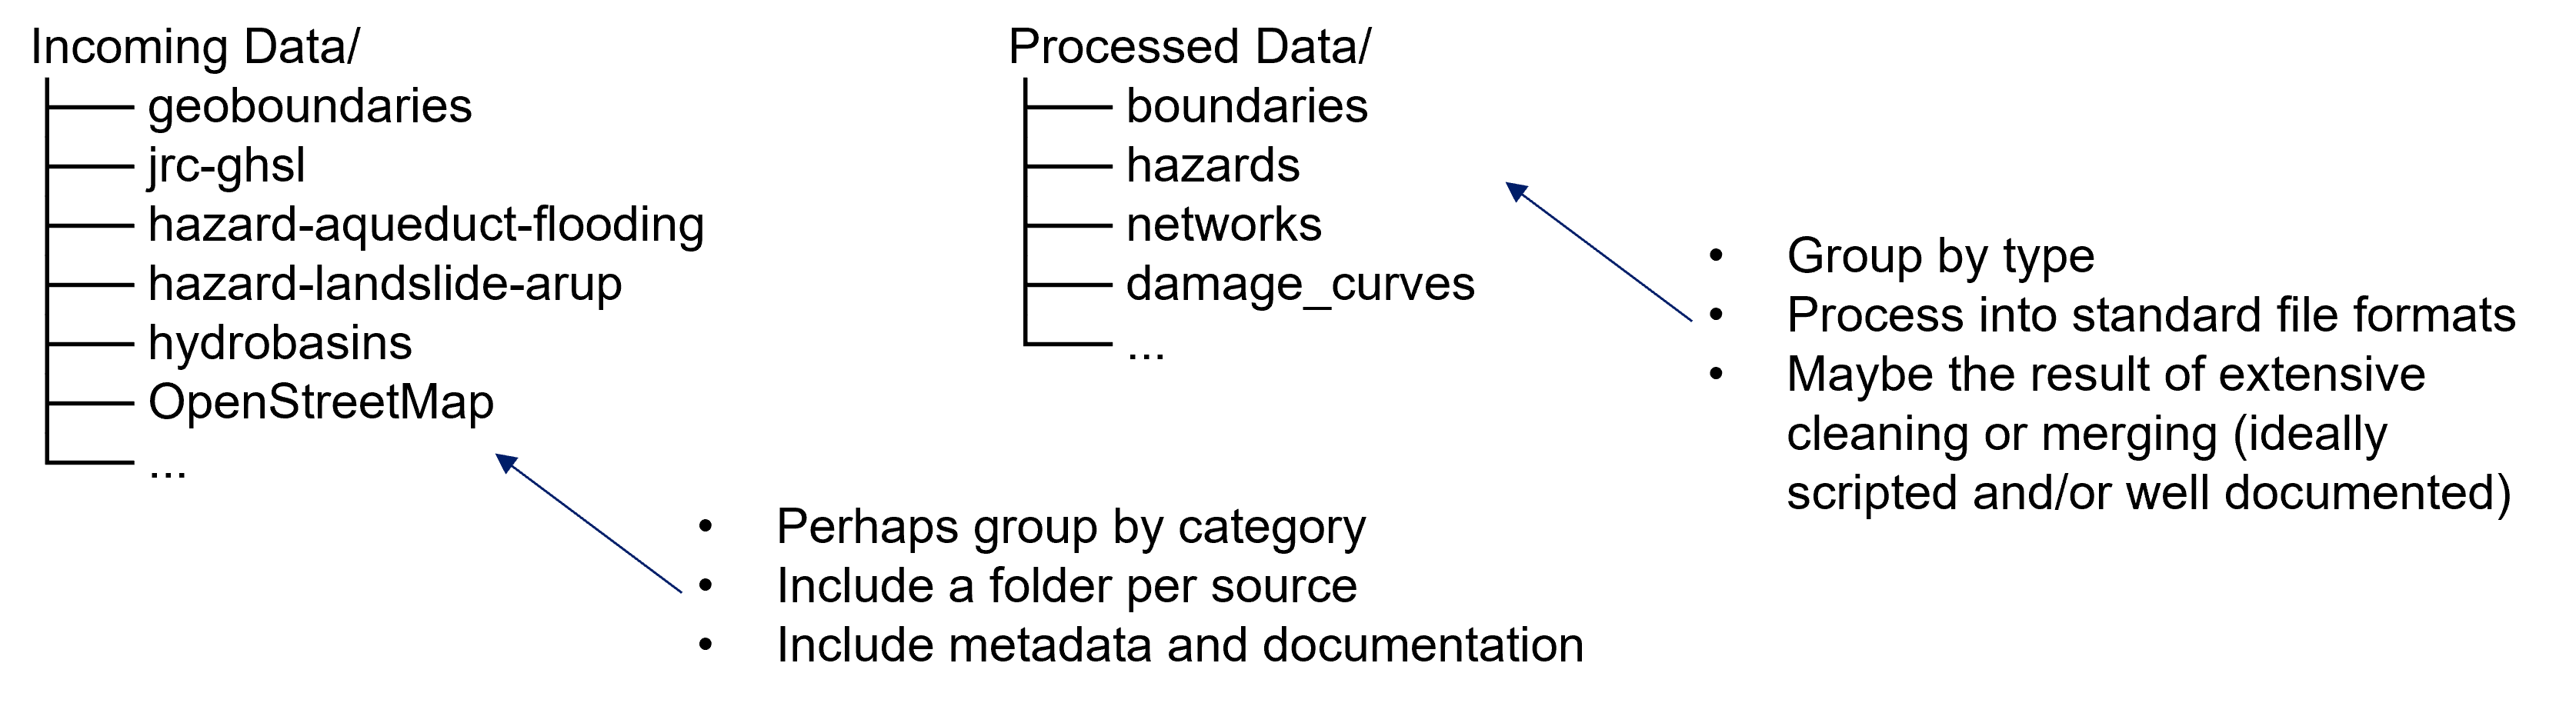 Incoming Data/
geoboundaries
jrc-ghsl
hazard-aqueduct-flooding
hazard-landslide-arup
hydrobasins
OpenStreetMap
...
• Perhaps group by category
• Include a folder per source
• Include metadata and documentation
Processed Data/
boundaries
hazards
networks
damage_curves
...
• Group by type
• Process into standard file formats
• Maybe the result of extensive
cleaning or merging (ideally
scripted and/or well documented)